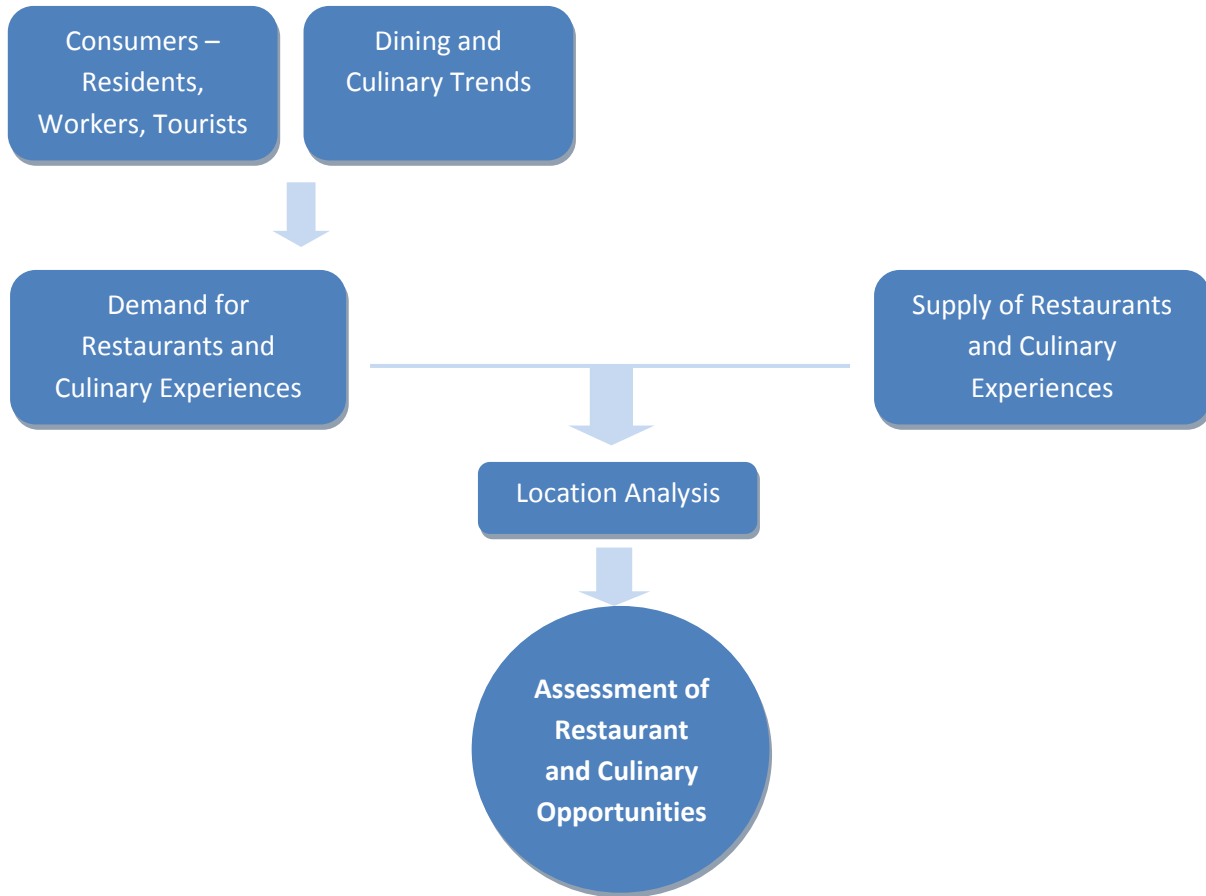 Consumers –
Residents,
Workers, Tourists
Dining and
Culinary Trends
Demand for
Restaurants and
Culinary Experiences
Supply of Restaurants
and Culinary
Experiences
Location Analysis
Assessment of
Restaurant
and Culinary
Opportunities